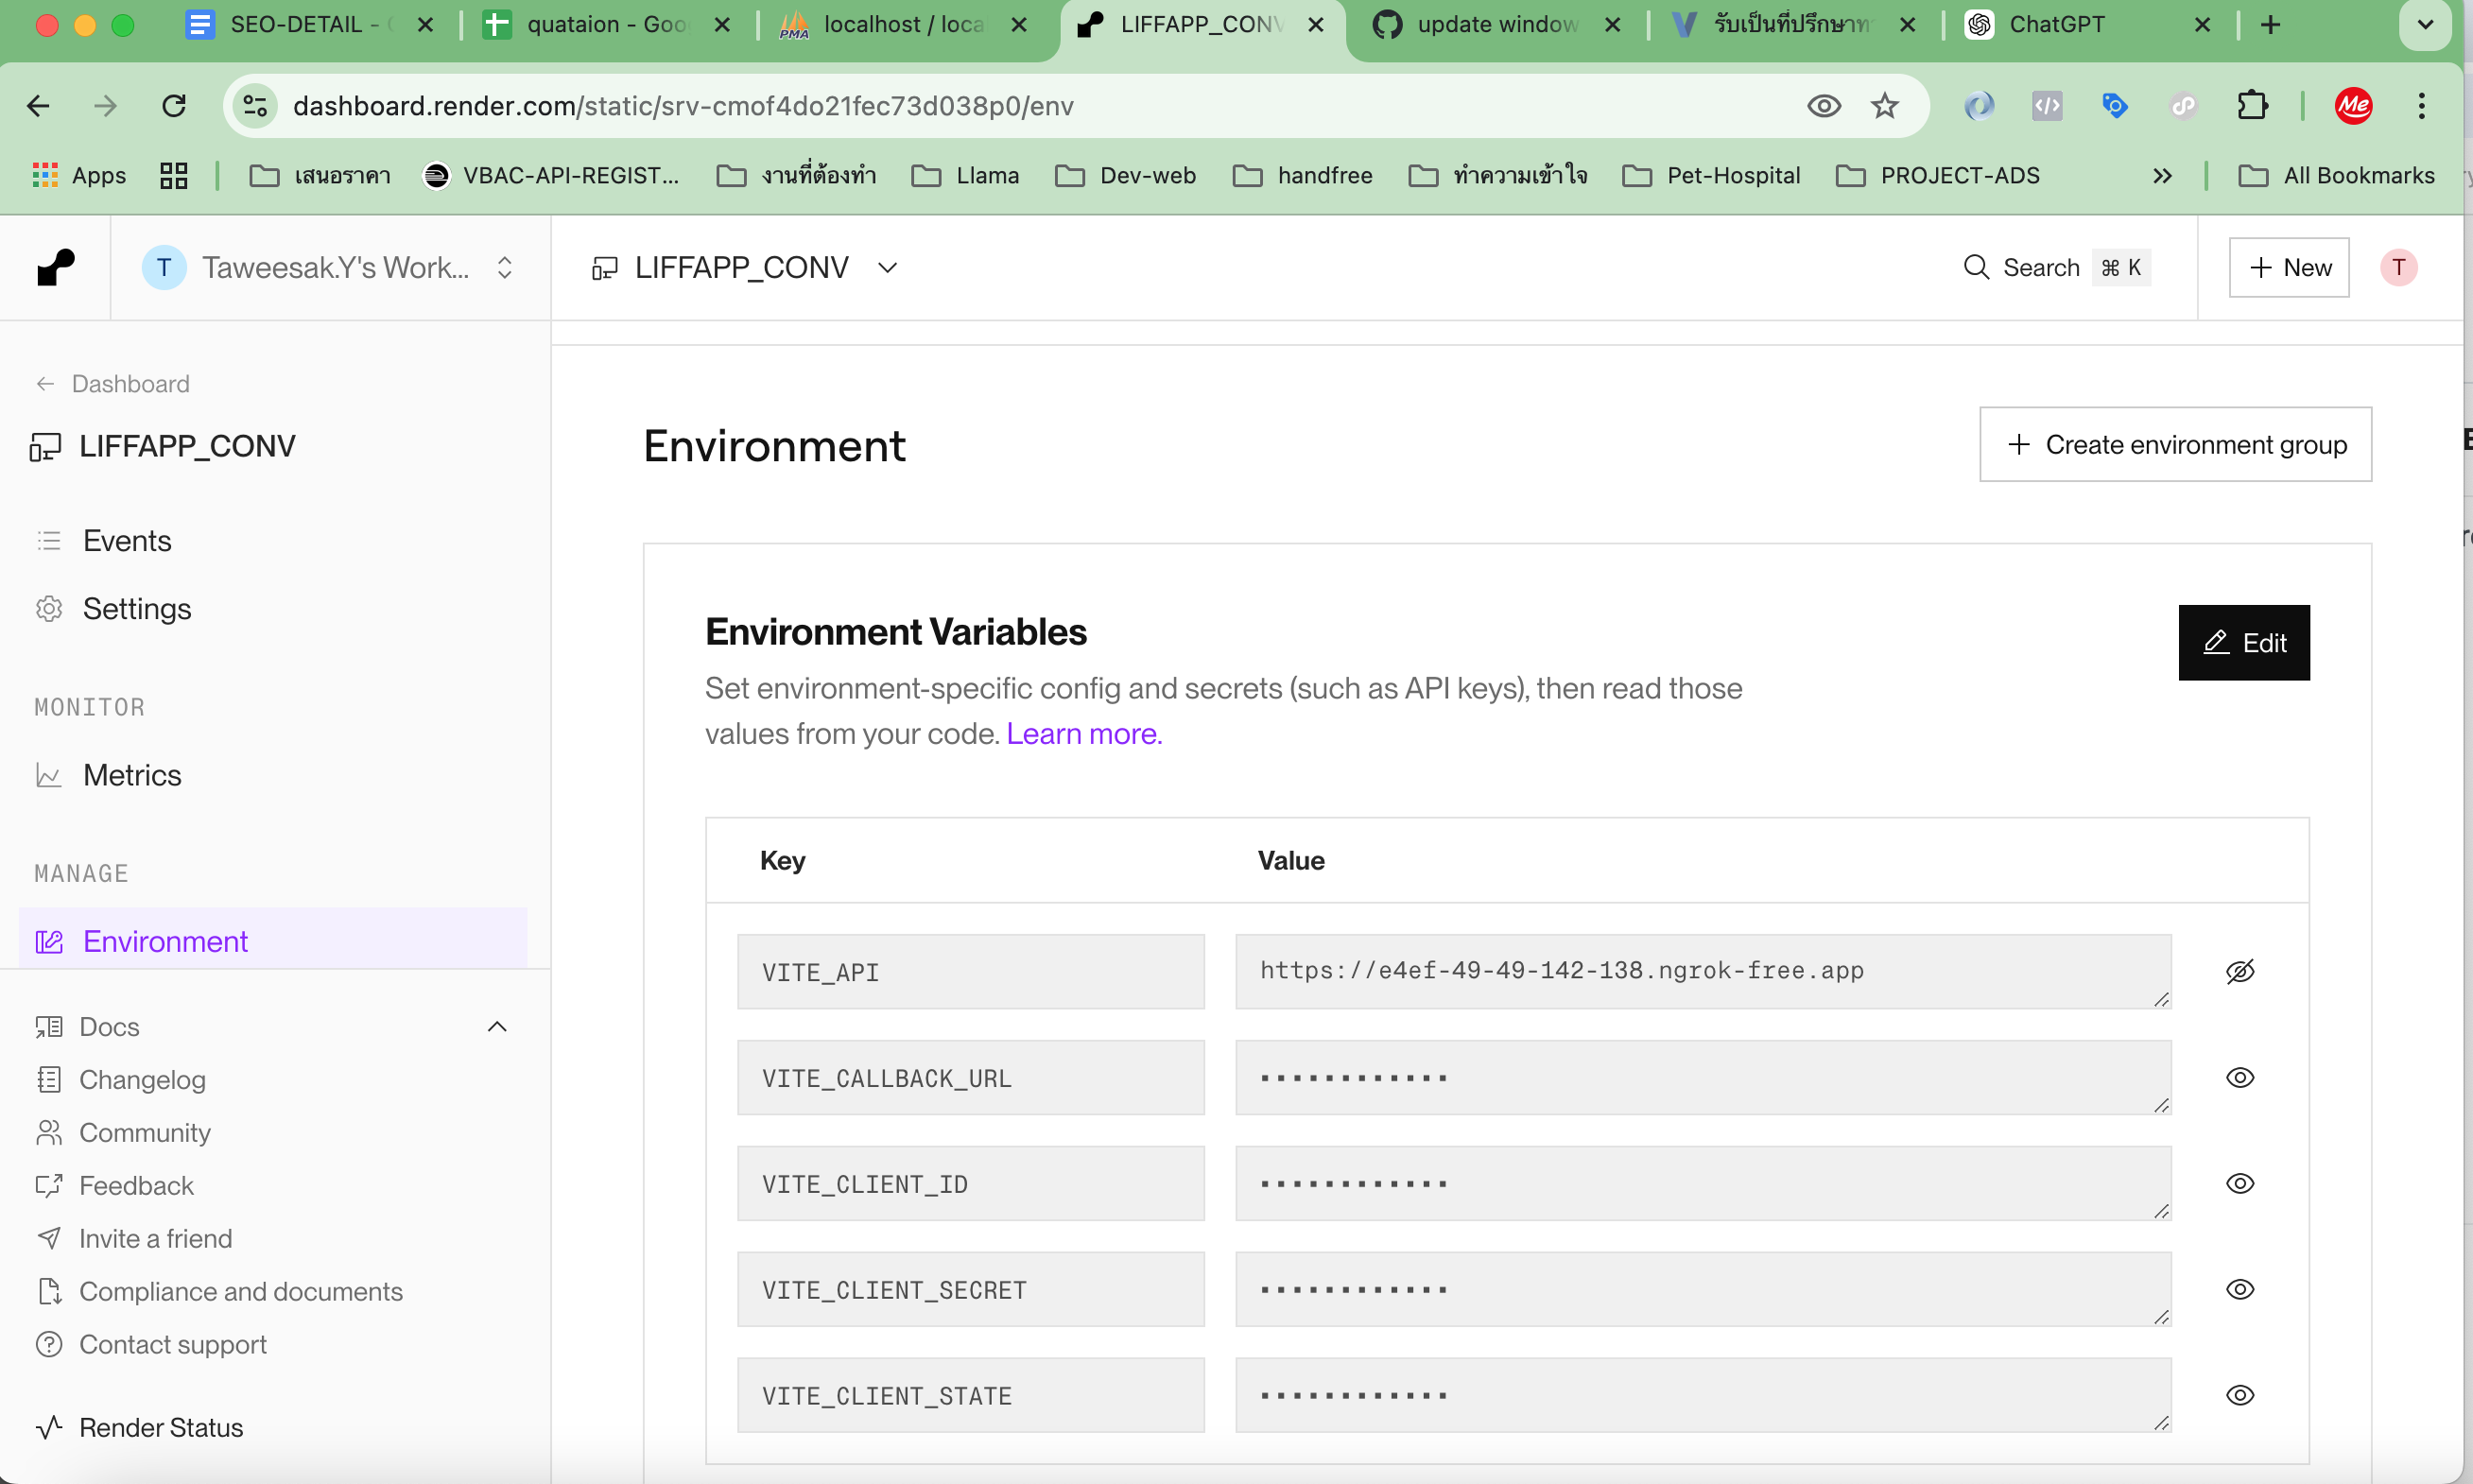 SEO-DETAIL -
quataion - Goo
PMA
localhost / loca
LIFFAPP_CONV
update window
รับเป็นที่ปรึกษาท
ChatGPT
dashboard.render.com/static/srv-cmof4do21fec73d038p0/env
Me
Apps
เสนอราคา
VBAC-API-REGIST...
งานที่ต้องทำ
Llama
Dev-web
handfree
ทำความเข้าใจ
Pet-Hospital
PROJECT-ADS
All Bookmarks
T Taweesak.Y's Work...
LIFFAPP_CONV
Search ⌘ K
+ New
T
Dashboard
LIFFAPP_CONV
Events
Settings
MONITOR
Metrics
MANAGE
Environment
Docs
Changelog
Community
Feedback
Invite a friend
Compliance and documents
Contact support
Render Status
Environment
+ Create environment group
Environment Variables
Edit
Set environment-specific config and secrets (such as API keys), then read those
values from your code. Learn more.
Key Value
VITE_API https://e4ef-49-49-142-138.ngrok-free.app
VITE_CALLBACK_URL ············
VITE_CLIENT_ID ············
VITE_CLIENT_SECRET ············
VITE_CLIENT_STATE ············